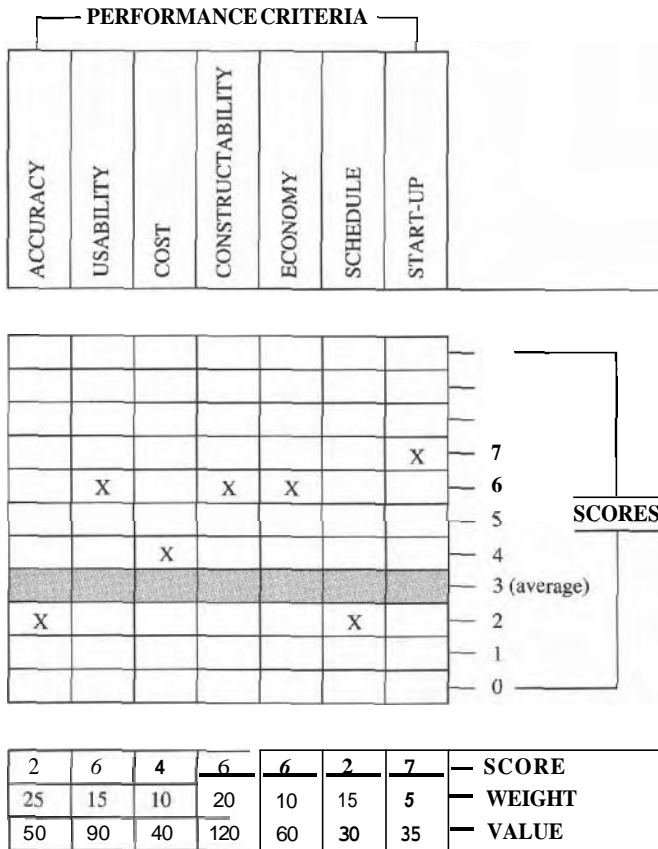 PERFORMANCE CRITERIA
ACCURACY
USABILITY
COST
CONSTRUCTABILITY
ECONOMY
SCHEDULE
START-UP
X 7
X X X 6
5 SCORES
X 4
3 (average)
X X 2
1
0
2 6 4 6 6 2 7 SCORE
25 15 10 20 10 15 5 WEIGHT
50 90 40 120 60 30 35 VALUE